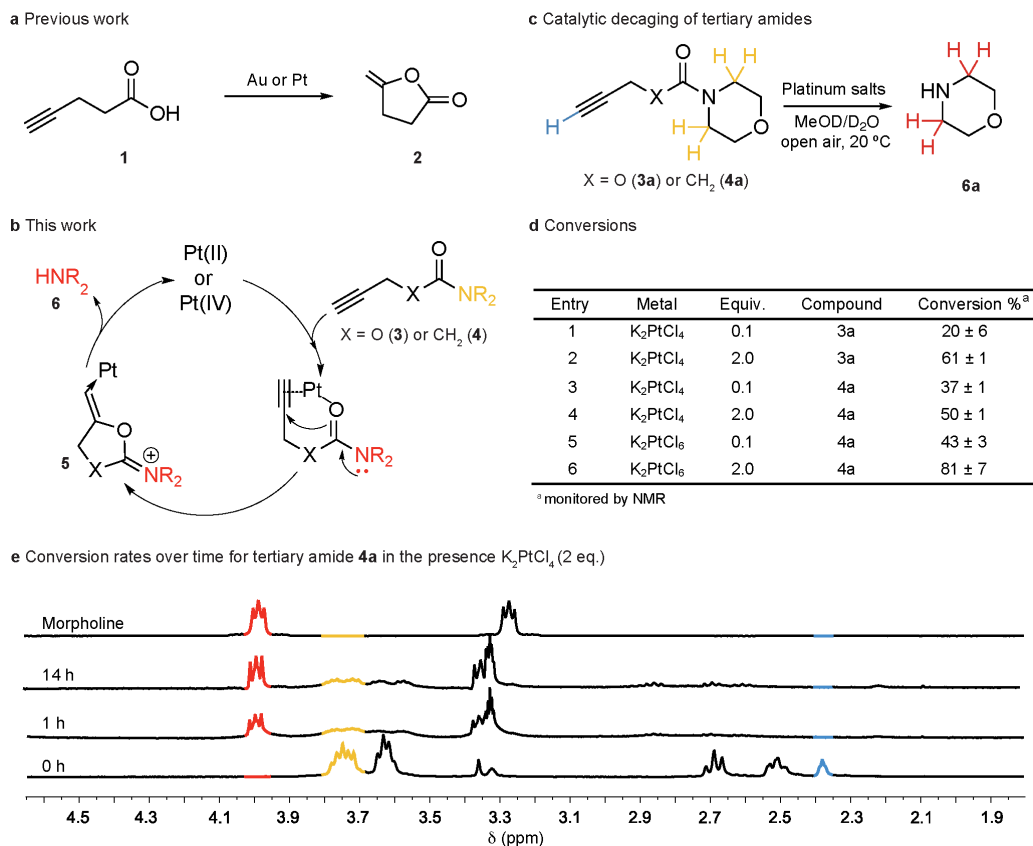 a Previous work
O
OH
1
Au or Pt
O
O
2
b This work
HNR2
6
Pt(II)
or
Pt(IV)
O
X
NR2
X = O (3) or CH2 (4)
Pt
O
X
NR2
5
Pt
O
X
NR2
c Catalytic decaging of tertiary amides
H
O
X
N
H H
O
H
H
X = O (3a) or CH2 (4a)
Platinum salts
MeOD/D2O
open air, 20 ºC
H H
HN
O
H
H
6a
d Conversions
Entry Metal Equiv. Compound Conversion %a
1 K2PtCl4 0.1 3a 20 ± 6
2 K2PtCl4 2.0 3a 61 ± 1
3 K2PtCl4 0.1 4a 37 ± 1
4 K2PtCl4 2.0 4a 50 ± 1
5 K2PtCl6 0.1 4a 43 ± 3
6 K2PtCl6 2.0 4a 81 ± 7
a monitored by NMR
e Conversion rates over time for tertiary amide 4a in the presence K2PtCl4 (2 eq.)
Morpholine
14 h
1 h
0 h
4.5 4.3 4.1 3.9 3.7 3.5 3.3 3.1 2.9 2.7 2.5 2.3 2.1 1.9
δ (ppm)